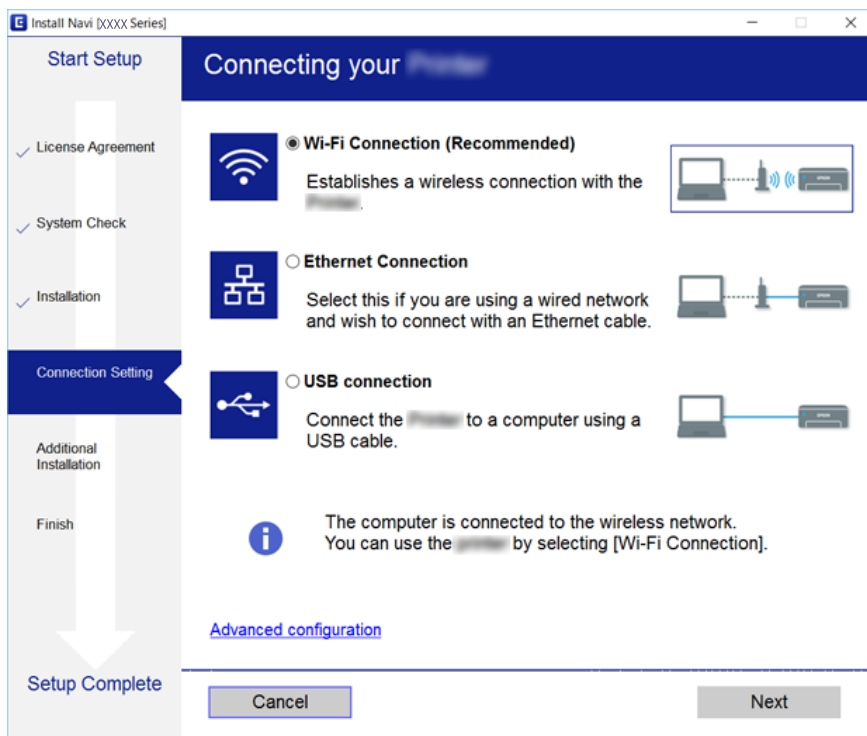 E Install Navi [XXXX Series]
Start Setup
License Agreement
System Check
Installation
Connection Setting
Additional
Installation
Finish
Setup Complete
Connecting your
Wi-Fi Connection (Recommended)
Establishes a wireless connection with the
.
Ethernet Connection
Select this if you are using a wired network
and wish to connect with an Ethernet cable.
USB connection
Connect the to a computer using a
USB cable.
i
The computer is connected to the wireless network.
You can use the by selecting [Wi-Fi Connection].
Advanced configuration
Cancel
Next